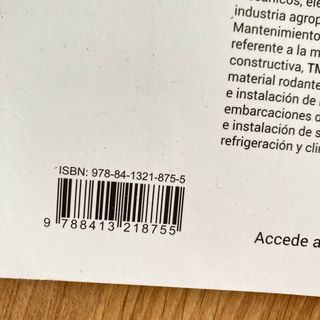 industria agrop
Mantenimiento
referente a la m
constructiva, TM
material rodante
e instalación de
embarcaciones d
e instalación de s
refrigeración y cli
ISBN: 978-84-1321-875-5
9 788413 218755
Accede a